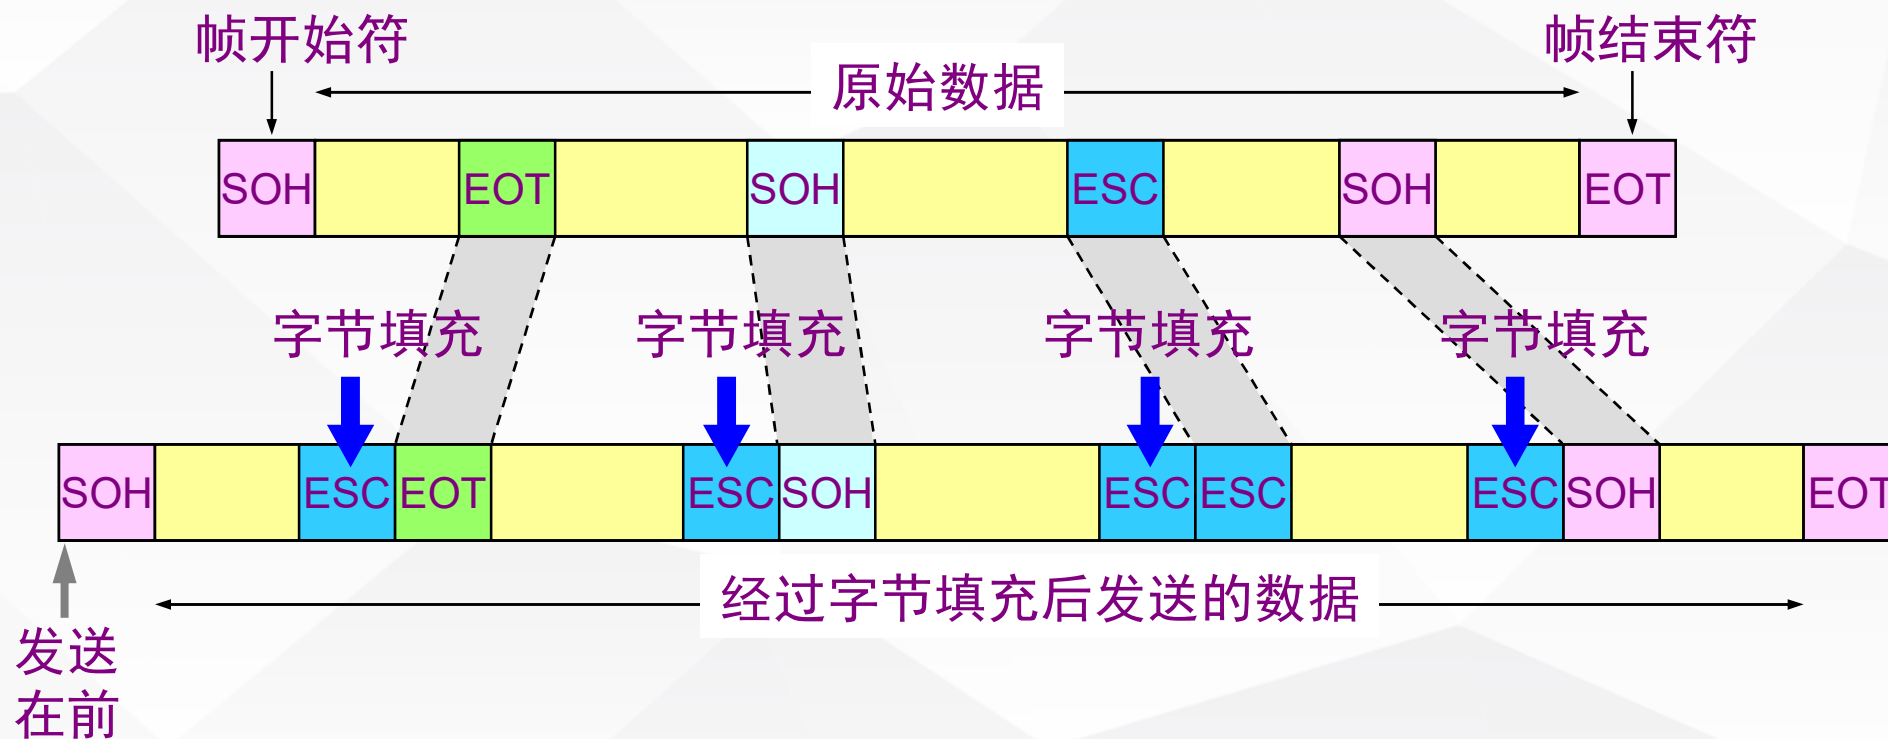 帧开始符
帧结束符
原始数据
SOH EOT SOH ESC SOH EOT
字节填充 字节填充 字节填充 字节填充
SOH ESC EOT ESC SOH ESC ESC ESC SOH EOT
经过字节填充后发送的数据
发送
在前